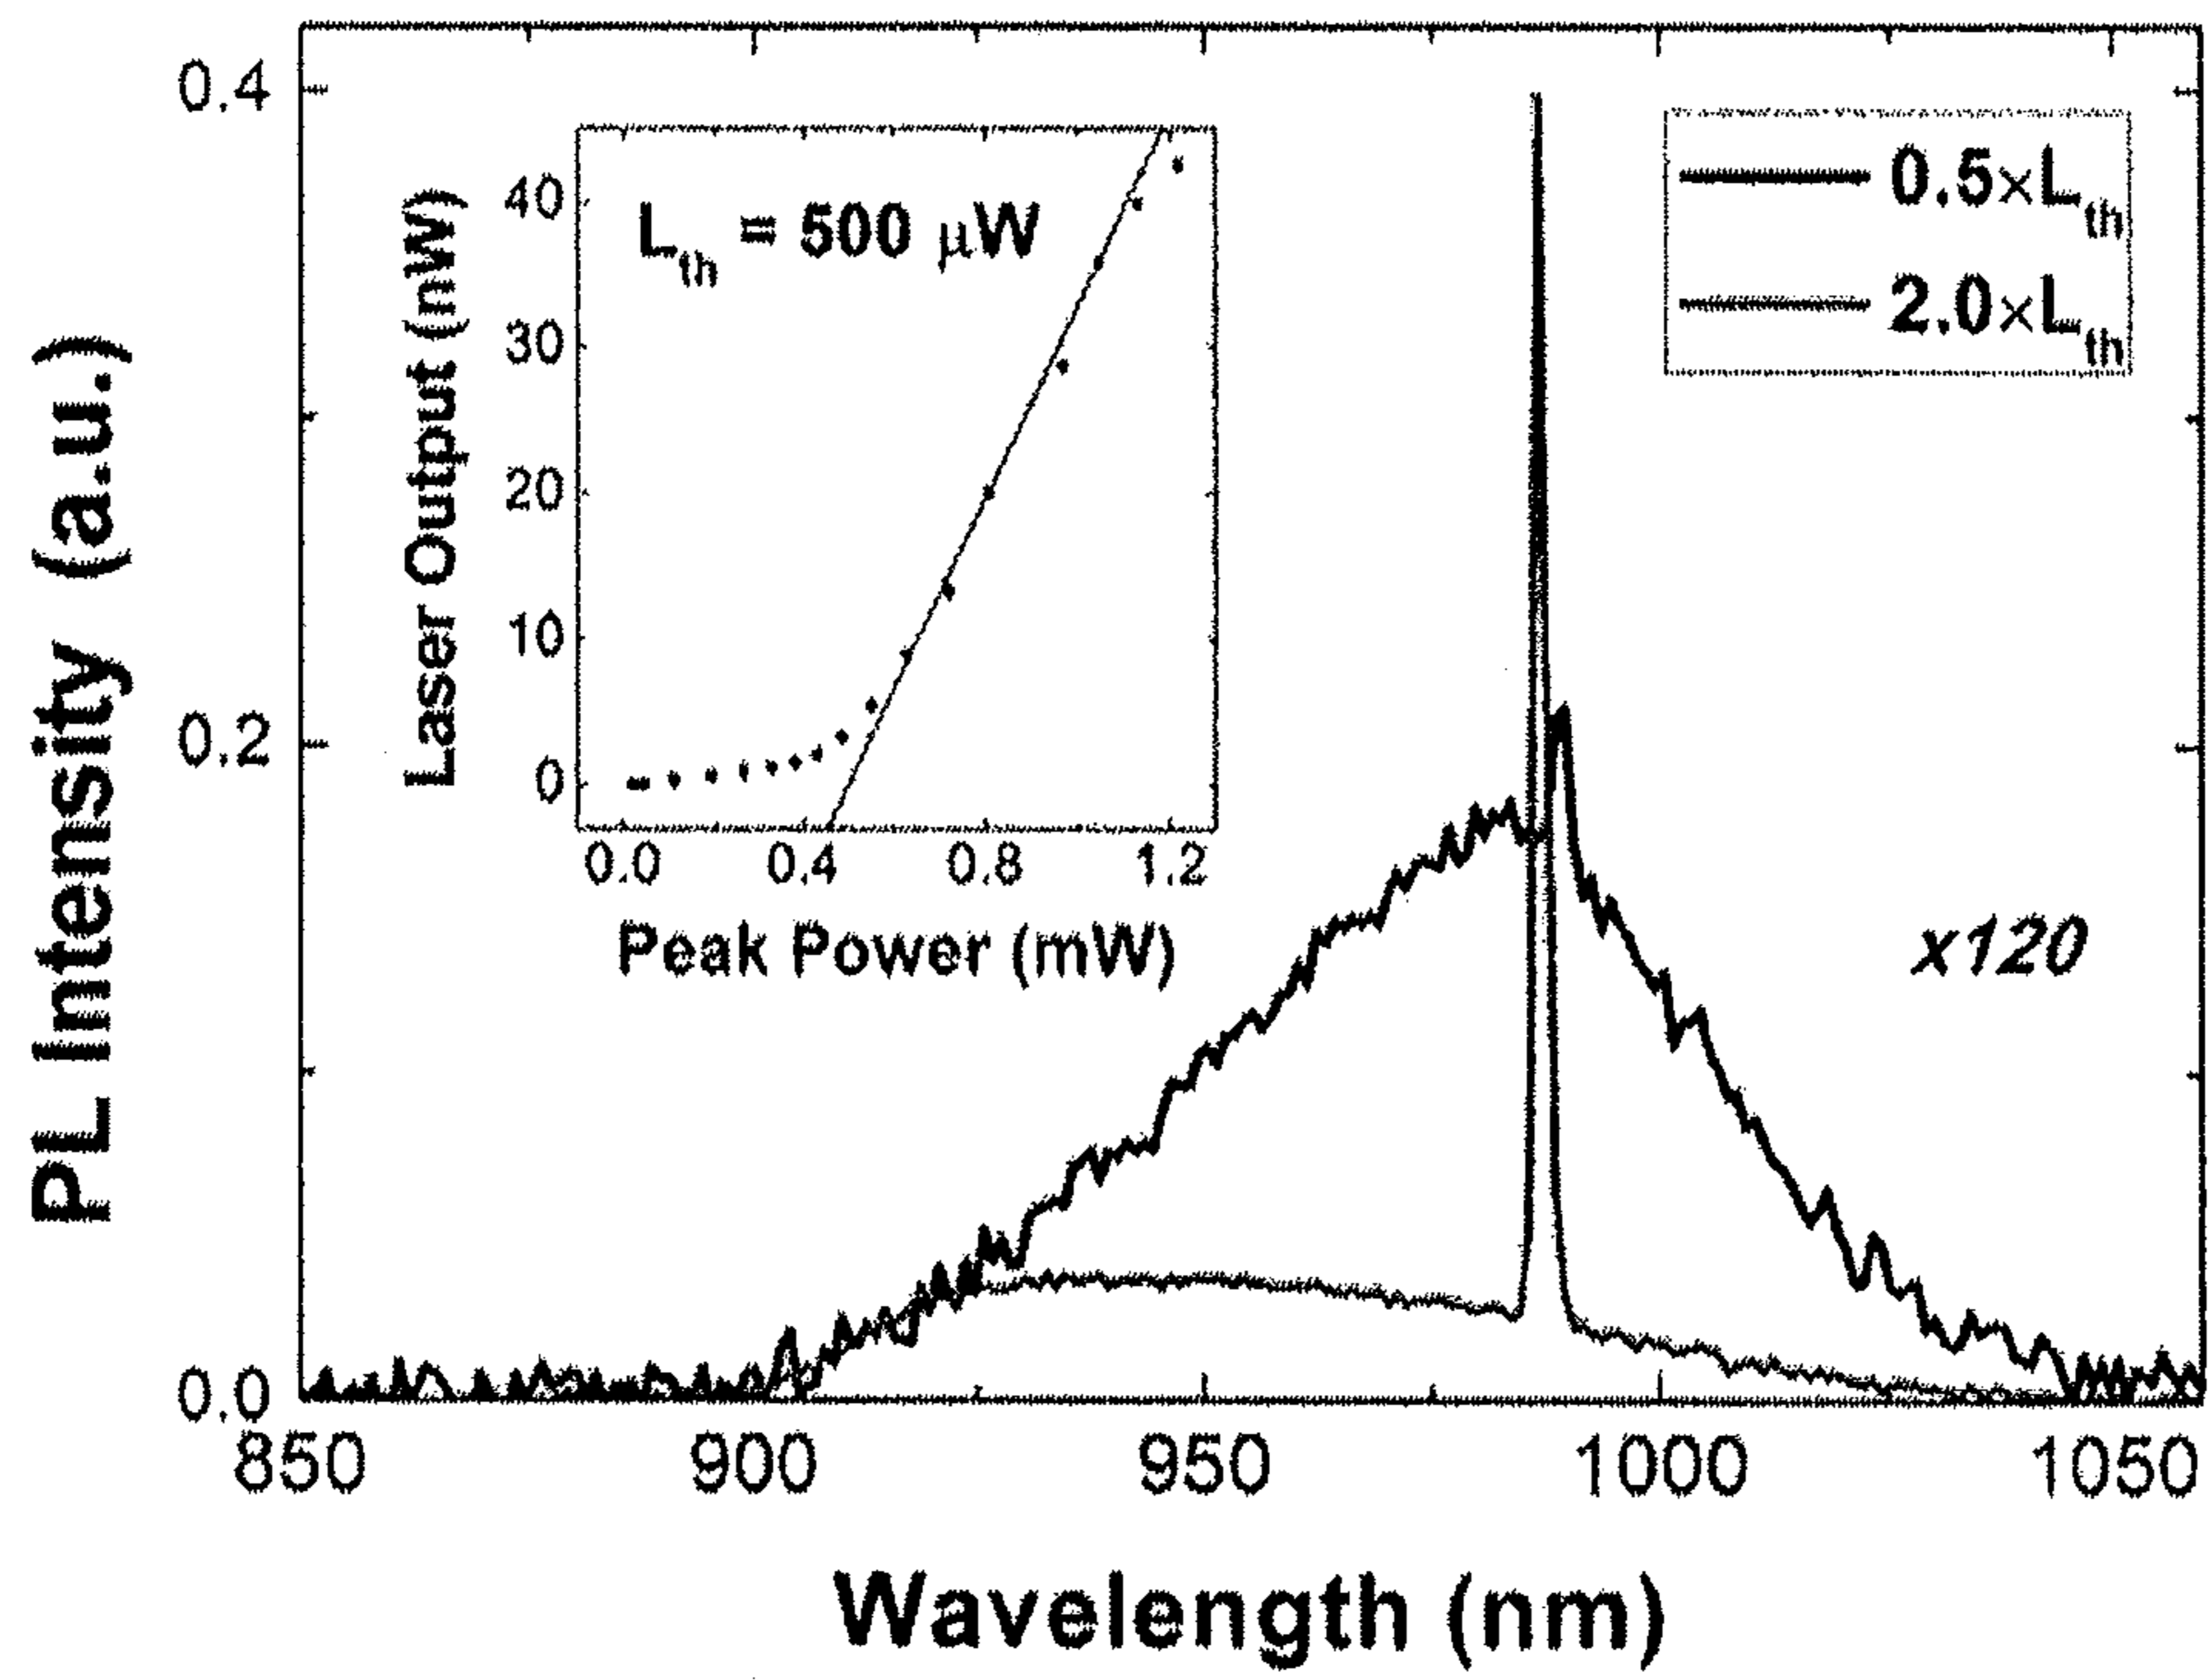 PL Intensity (a.u.)
0.4
0.2
0.0
850
900
950
1000
1050
Wavelength (nm)
Laser Output (nW)
40
30
20
10
0
L_th = 500 μW
0.0
0.4
0.8
1.2
Peak Power (mW)
0.5×L_th
2.0×L_th
x120